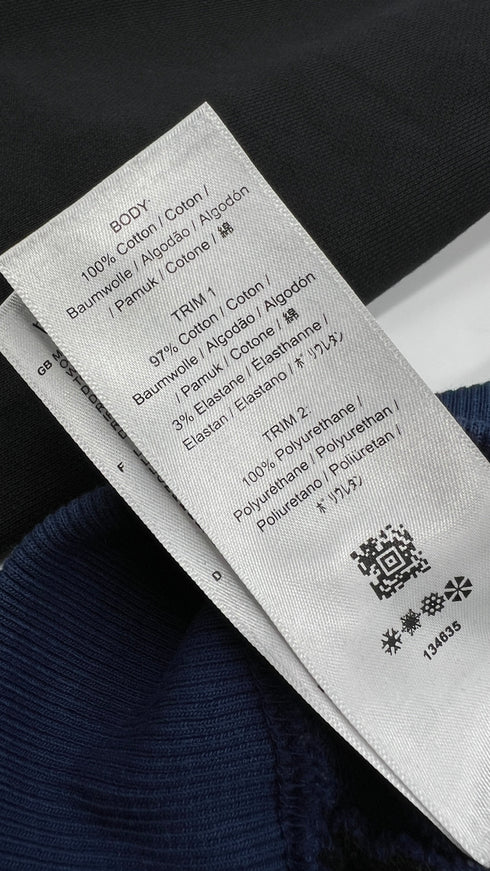 BODY
100% Cotton / Coton /
Baumwolle / Algodão / Algodón
/ Pamuk / Cotone / 綿
TRIM 1
97% Cotton / Coton /
Baumwolle / Algodão / Algodón
/ Pamuk / Cotone / 綿
3% Elastane / Élasthanne /
Elastan / Elastano / ポリウレタン
TRIM 2:
100% Polyurethane /
Polyuréthane / Polyurethan /
Poliuretano / Poliüretan /
ポリウレタン
134635
GB
F
D